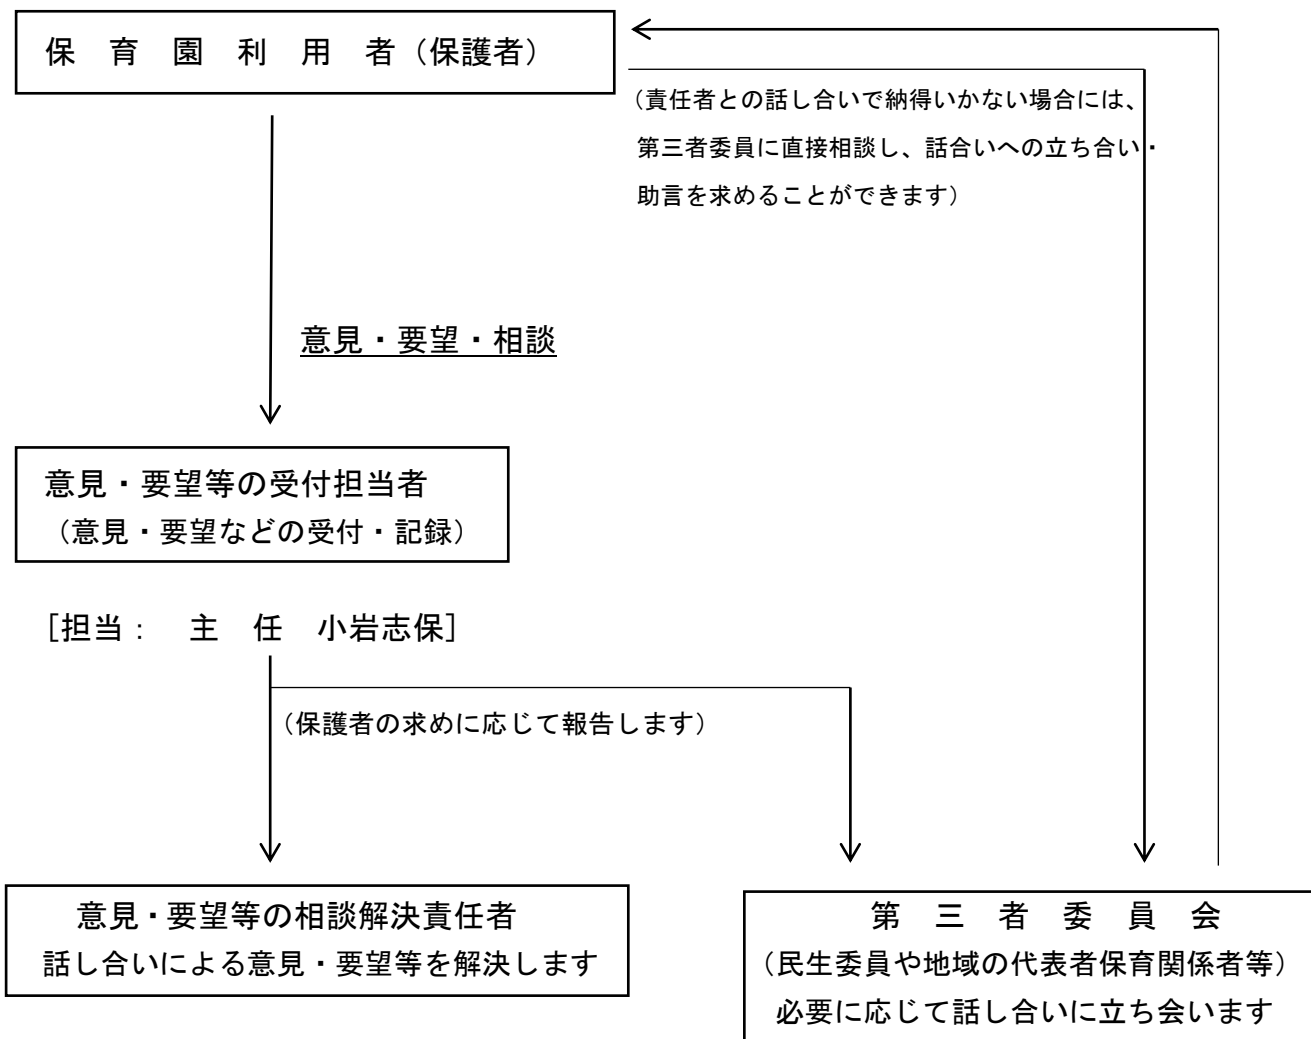 保　育　園　利　用　者（保護者）
（責任者との話し合いで納得いかない場合には、
第三者委員に直接相談し、話合いへの立ち合い・
助言を求めることができます）
意見・要望・相談
意見・要望等の受付担当者
（意見・要望などの受付・記録）
［担当：　主　任　小岩志保］
（保護者の求めに応じて報告します）
意見・要望等の相談解決責任者
話し合いによる意見・要望等を解決します
第　三　者　委　員　会
（民生委員や地域の代表者保育関係者等）
必要に応じて話し合いに立ち会います